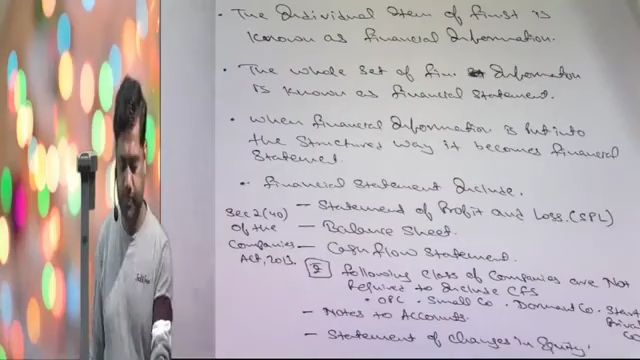 • The Individual Item of finst is
known as financial Information.
• The whole set of fin. Information
is known as financial statement.
• when financial Information is put into
the structured way it becomes financial
statemet.
• financial statement Include.
Sec 2(40)
of the
Companies
Act, 2013.
– Statement of Profit and Loss. (SPL)
– Balance Sheet.
– Cash flow statement.
following class of Companies are Not
Required to Include CFS
• OPC • Small Co • Dormant Co •
– Notes to Accounts.
– Statement of Changes in Equity.